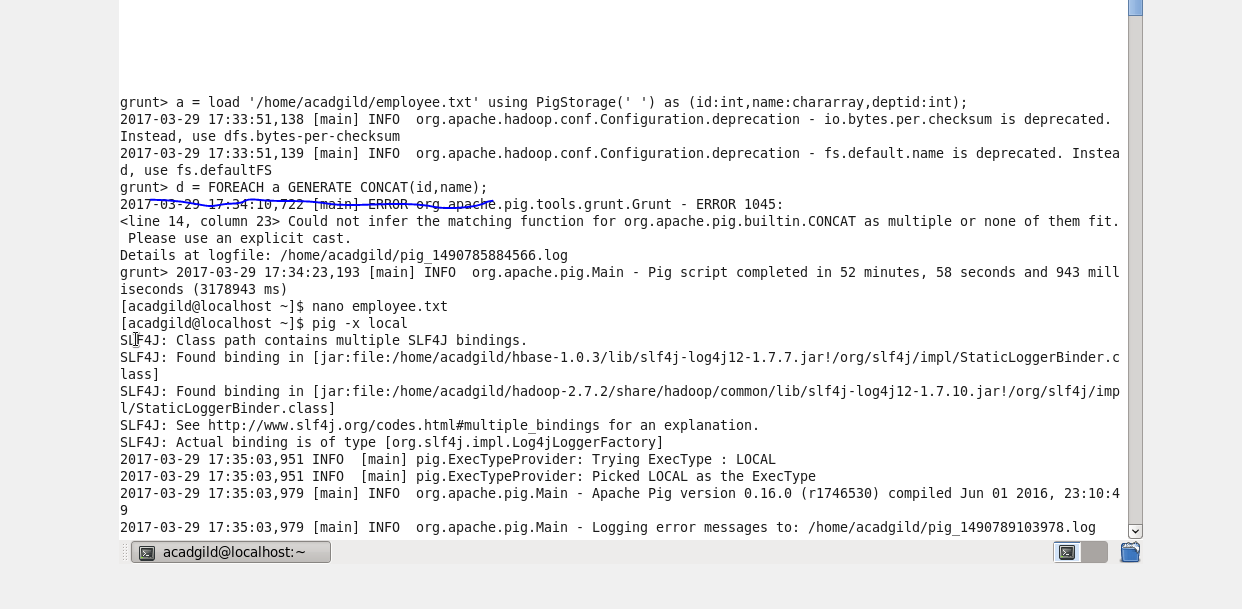 grunt> a = load '/home/acadgild/employee.txt' using PigStorage(' ') as (id:int,name:chararray,deptid:int);
2017-03-29 17:33:51,138 [main] INFO  org.apache.hadoop.conf.Configuration.deprecation - io.bytes.per.checksum is deprecated.
Instead, use dfs.bytes-per-checksum
2017-03-29 17:33:51,139 [main] INFO  org.apache.hadoop.conf.Configuration.deprecation - fs.default.name is deprecated. Instea
d, use fs.defaultFS
grunt> d = FOREACH a GENERATE CONCAT(id,name);
2017-03-29 17:34:10,722 [main] ERROR org.apache.pig.tools.grunt.Grunt - ERROR 1045:
<line 14, column 23> Could not infer the matching function for org.apache.pig.builtin.CONCAT as multiple or none of them fit.
 Please use an explicit cast.
Details at logfile: /home/acadgild/pig_1490785884566.log
grunt> 2017-03-29 17:34:23,193 [main] INFO  org.apache.pig.Main - Pig script completed in 52 minutes, 58 seconds and 943 mill
iseconds (3178943 ms)
[acadgild@localhost ~]$ nano employee.txt
[acadgild@localhost ~]$ pig -x local
SLF4J: Class path contains multiple SLF4J bindings.
SLF4J: Found binding in [jar:file:/home/acadgild/hbase-1.0.3/lib/slf4j-log4j12-1.7.7.jar!/org/slf4j/impl/StaticLoggerBinder.c
lass]
SLF4J: Found binding in [jar:file:/home/acadgild/hadoop-2.7.2/share/hadoop/common/lib/slf4j-log4j12-1.7.10.jar!/org/slf4j/imp
l/StaticLoggerBinder.class]
SLF4J: See http://www.slf4j.org/codes.html#multiple_bindings for an explanation.
SLF4J: Actual binding is of type [org.slf4j.impl.Log4jLoggerFactory]
2017-03-29 17:35:03,951 INFO  [main] pig.ExecTypeProvider: Trying ExecType : LOCAL
2017-03-29 17:35:03,951 INFO  [main] pig.ExecTypeProvider: Picked LOCAL as the ExecType
2017-03-29 17:35:03,979 [main] INFO  org.apache.pig.Main - Apache Pig version 0.16.0 (r1746530) compiled Jun 01 2016, 23:10:4
9
2017-03-29 17:35:03,979 [main] INFO  org.apache.pig.Main - Logging error messages to: /home/acadgild/pig_1490789103978.log
acadgild@localhost:~